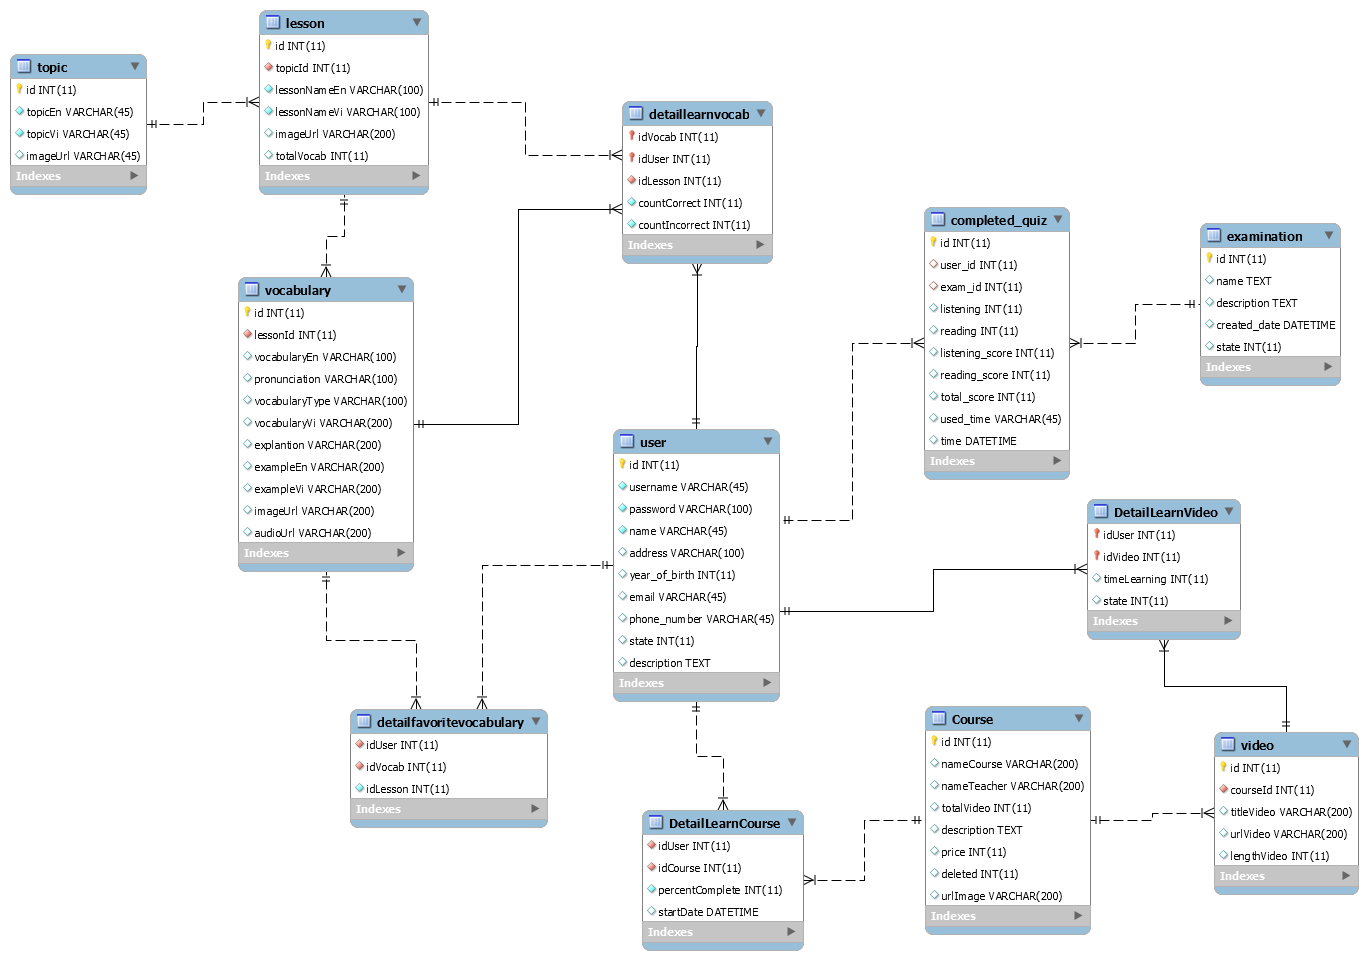 topic
id INT(11)
topicEn VARCHAR(45)
topicVi VARCHAR(45)
imageUrl VARCHAR(45)
Indexes
lesson
id INT(11)
topicId INT(11)
lessonNameEn VARCHAR(100)
lessonNameVi VARCHAR(100)
imageUrl VARCHAR(200)
totalVocab INT(11)
Indexes
detaillearnvocab
idVocab INT(11)
idUser INT(11)
idLesson INT(11)
countCorrect INT(11)
countIncorrect INT(11)
Indexes
completed_quiz
id INT(11)
user_id INT(11)
exam_id INT(11)
listening INT(11)
reading INT(11)
listening_score INT(11)
reading_score INT(11)
total_score INT(11)
used_time VARCHAR(45)
time DATETIME
Indexes
examination
id INT(11)
name TEXT
description TEXT
created_date DATETIME
state INT(11)
Indexes
vocabulary
id INT(11)
lessonId INT(11)
vocabularyEn VARCHAR(100)
pronunciation VARCHAR(100)
vocabularyType VARCHAR(100)
vocabularyVi VARCHAR(200)
explantion VARCHAR(200)
exampleEn VARCHAR(200)
exampleVi VARCHAR(200)
imageUrl VARCHAR(200)
audioUrl VARCHAR(200)
Indexes
user
id INT(11)
username VARCHAR(45)
password VARCHAR(100)
name VARCHAR(45)
address VARCHAR(100)
year_of_birth INT(11)
email VARCHAR(45)
phone_number VARCHAR(45)
state INT(11)
description TEXT
Indexes
DetailLearnVideo
idUser INT(11)
idVideo INT(11)
timeLearning INT(11)
state INT(11)
Indexes
detailfavoritevocabulary
idUser INT(11)
idVocab INT(11)
idLesson INT(11)
Indexes
DetailLearnCourse
idUser INT(11)
idCourse INT(11)
percentComplete INT(11)
startDate DATETIME
Indexes
Course
id INT(11)
nameCourse VARCHAR(200)
nameTeacher VARCHAR(200)
totalVideo INT(11)
description TEXT
price INT(11)
deleted INT(11)
urlImage VARCHAR(200)
Indexes
video
id INT(11)
courseId INT(11)
titleVideo VARCHAR(200)
urlVideo VARCHAR(200)
lengthVideo INT(11)
Indexes